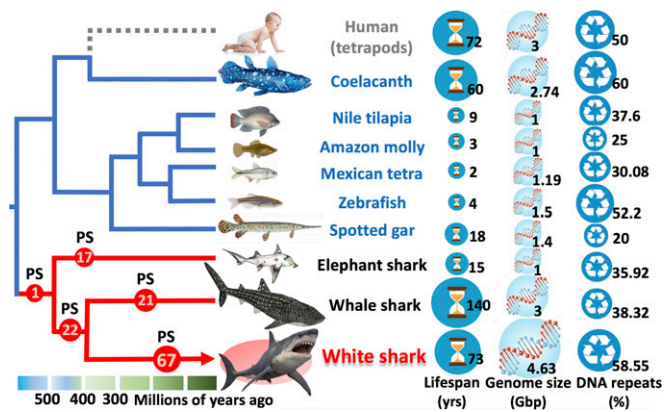 Human
(tetrapods)
72
3
50
Coelacanth
60
2.74
60
Nile tilapia
9
1
37.6
Amazon molly
3
1
25
Mexican tetra
2
1.19
30.08
Zebrafish
4
1.5
52.2
Spotted gar
18
1.4
20
PS
17
Elephant shark
15
1
35.92
PS
1
PS
21
Whale shark
140
3
38.32
PS
22
PS
67
White shark
73
4.63
58.55
500 400 300 Millions of years ago
Lifespan
(yrs)
Genome size
(Gbp)
DNA repeats
(%)